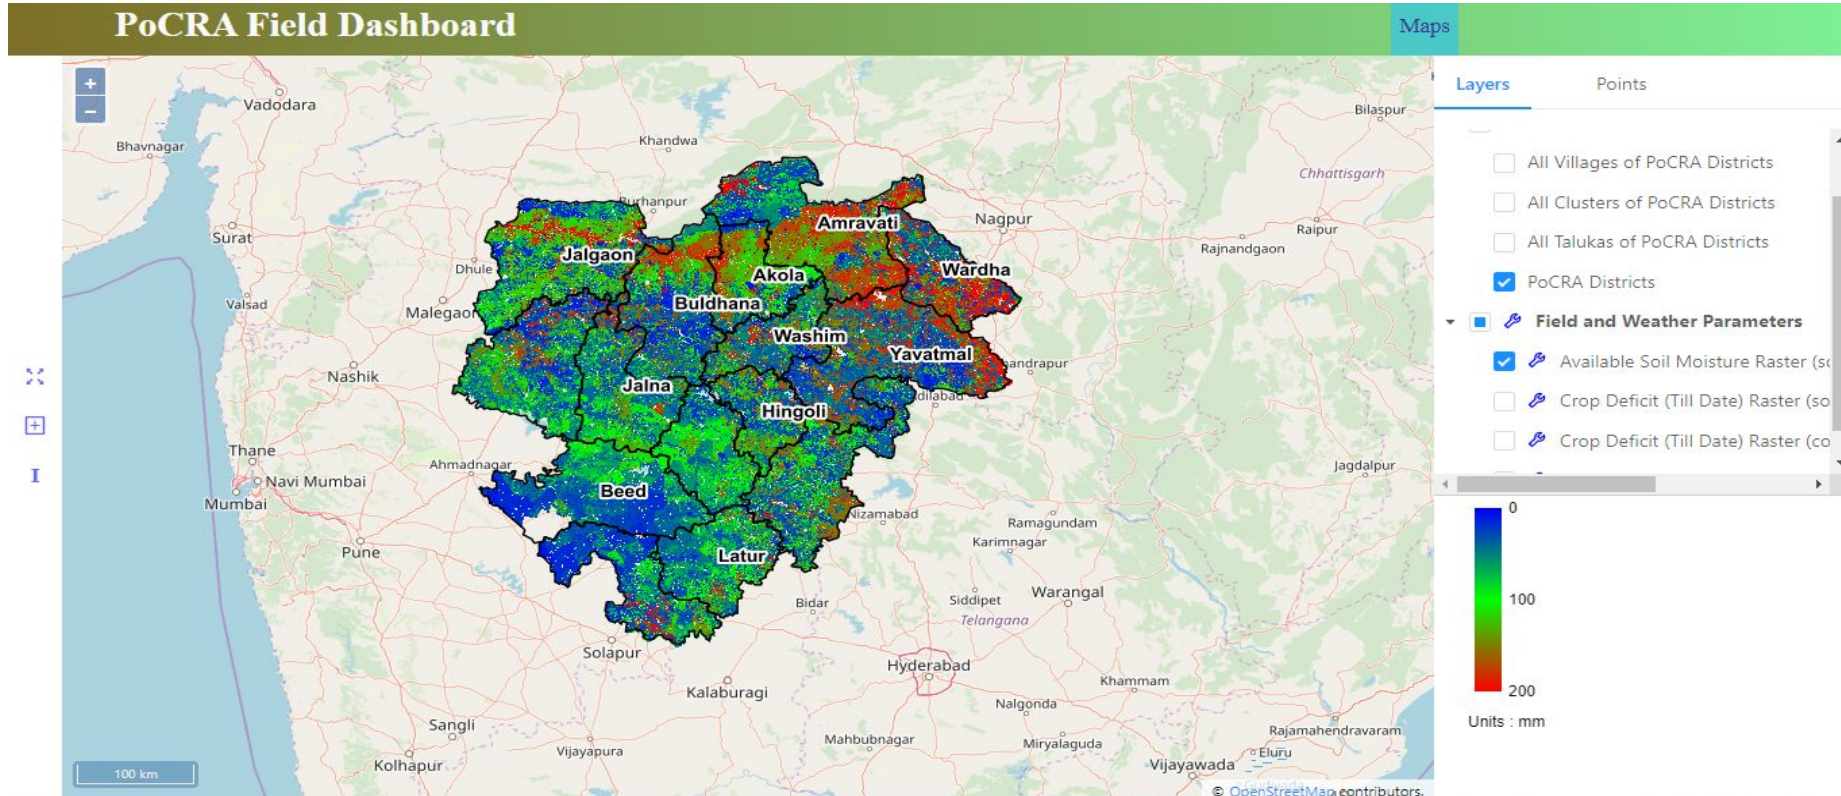 PoCRA Field Dashboard
Maps
+
−
Layers
Points
All Villages of PoCRA Districts
All Clusters of PoCRA Districts
All Talukas of PoCRA Districts
PoCRA Districts
Field and Weather Parameters
Available Soil Moisture Raster (so
Crop Deficit (Till Date) Raster (so
Crop Deficit (Till Date) Raster (co
0
100
200
Units : mm
Vadodara
Bhavnagar
Khandwa
Bilaspur
Chhattisgarh
Burhanpur
Surat
Nagpur
Raipur
Rajnandgaon
Amravati
Jalgaon
Dhule
Akola
Wardha
Valsad
Malegaon
Buldhana
Washim
Yavatmal
handrapur
Nashik
Jalna
dilabad
Hingoli
Thane
Ahmadnagar
Jagdalpur
Navi Mumbai
Beed
Mumbai
Nizamabad
Ramagundam
Karimnagar
Pune
Latur
Bidar
Siddipet
Warangal
Telangana
Solapur
Hyderabad
Kalaburagi
Khammam
Nalgonda
Sangli
Rajamahendravaram
Vijayapura
Mahbubnagar
Miryalaguda
Eluru
Kolhapur
Vijayawada
100 km
© OpenStreetMap contributors.